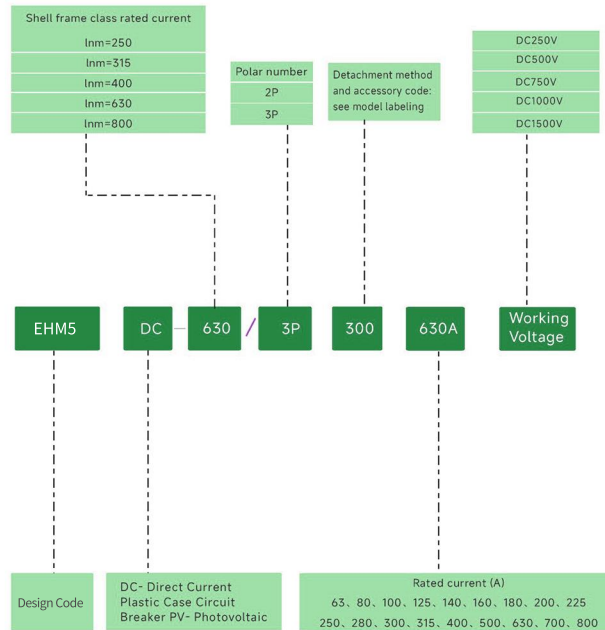 Shell frame class rated current
Inm=250
Inm=315
Inm=400
Inm=630
Inm=800
Polar number
2P
3P
Detachment method
and accessory code:
see model labeling
DC250V
DC500V
DC750V
DC1000V
DC1500V
EHM5 DC – 630 / 3P 300 630A Working
Voltage
Design Code
DC- Direct Current
Plastic Case Circuit
Breaker PV- Photovoltaic
Rated current (A)
63、80、100、125、140、160、180、200、225
250、280、300、315、400、500、630、700、800